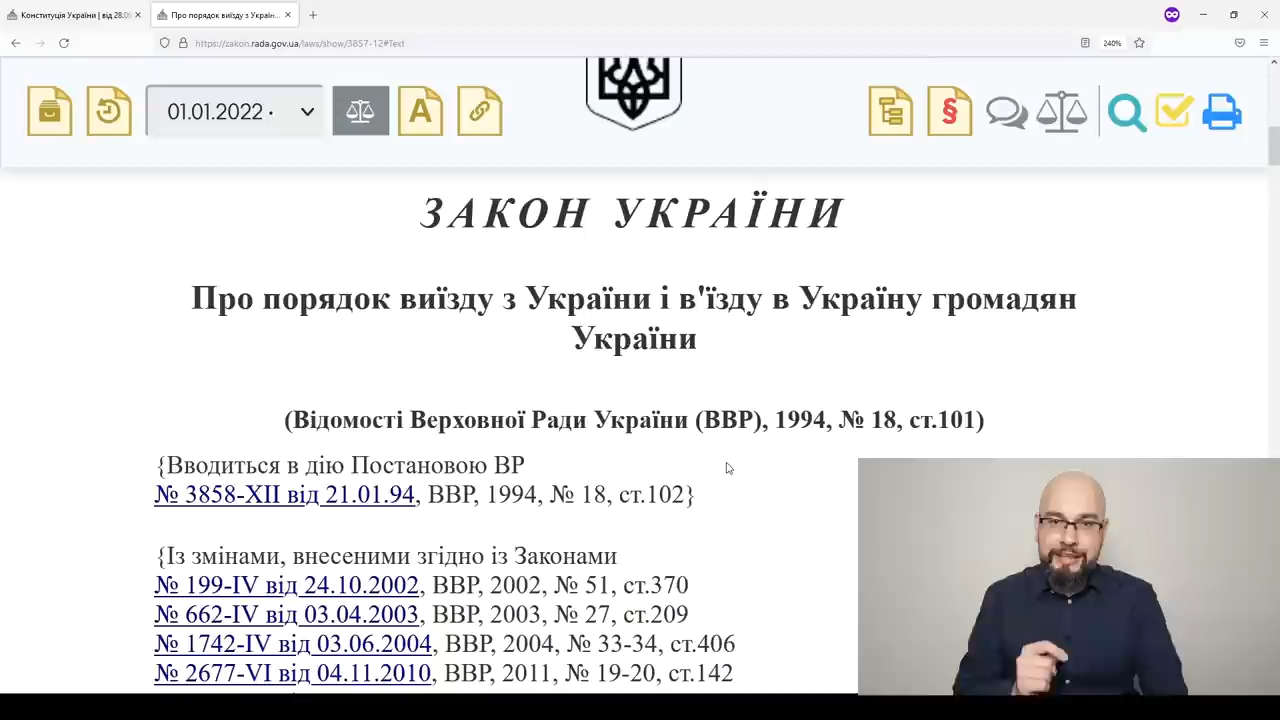 Конституція України | від 28.0
Про порядок виїзду з Україн…
https://zakon.rada.gov.ua/laws/show/3857-12#Text
240%
01.01.2022
А
§
ЗАКОН УКРАЇНИ
Про порядок виїзду з України і в'їзду в Україну громадян
України
(Відомості Верховної Ради України (ВВР), 1994, № 18, ст.101)
{Вводиться в дію Постановою ВР
№ 3858-XII від 21.01.94, ВВР, 1994, № 18, ст.102}
{Із змінами, внесеними згідно із Законами
№ 199-IV від 24.10.2002, ВВР, 2002, № 51, ст.370
№ 662-IV від 03.04.2003, ВВР, 2003, № 27, ст.209
№ 1742-IV від 03.06.2004, ВВР, 2004, № 33-34, ст.406
№ 2677-VI від 04.11.2010, ВВР, 2011, № 19-20, ст.142